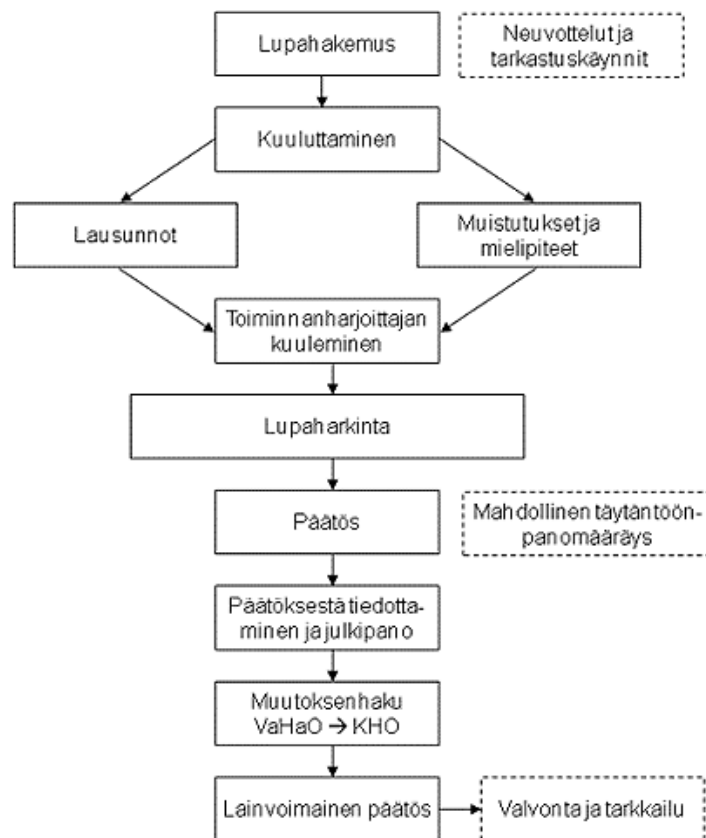 Lupahakemus
Neuvottelut ja
tarkastuskäynnit
Kuuluttaminen
Lausunnot
Muistutukset ja
mielipiteet
Toiminnanharjoittajan
kuuleminen
Lupaharkinta
Päätös
Mahdollinen täytäntöön-
panomääräys
Päätöksestä tiedotta-
minen ja julkipano
Muutoksenhaku
VaHaO → KHO
Lainvoimainen päätös
Valvonta ja tarkkailu